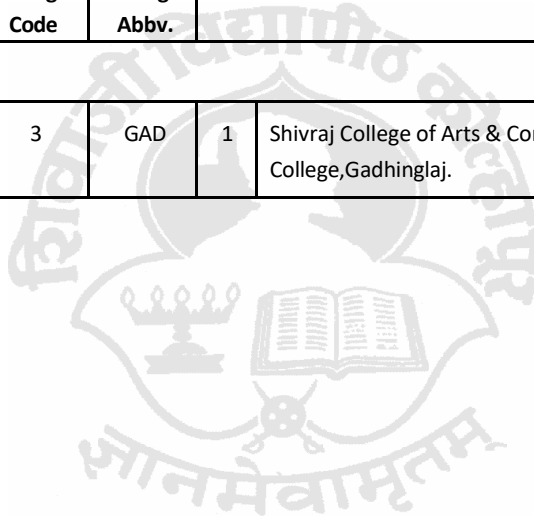 Code Abbv.
3 GAD 1 Shivraj College of Arts & Co
College,Gadhinglaj.
शिवाजी विद्यापीठ कोल्हापूर
ज्ञानमेवामृतम्